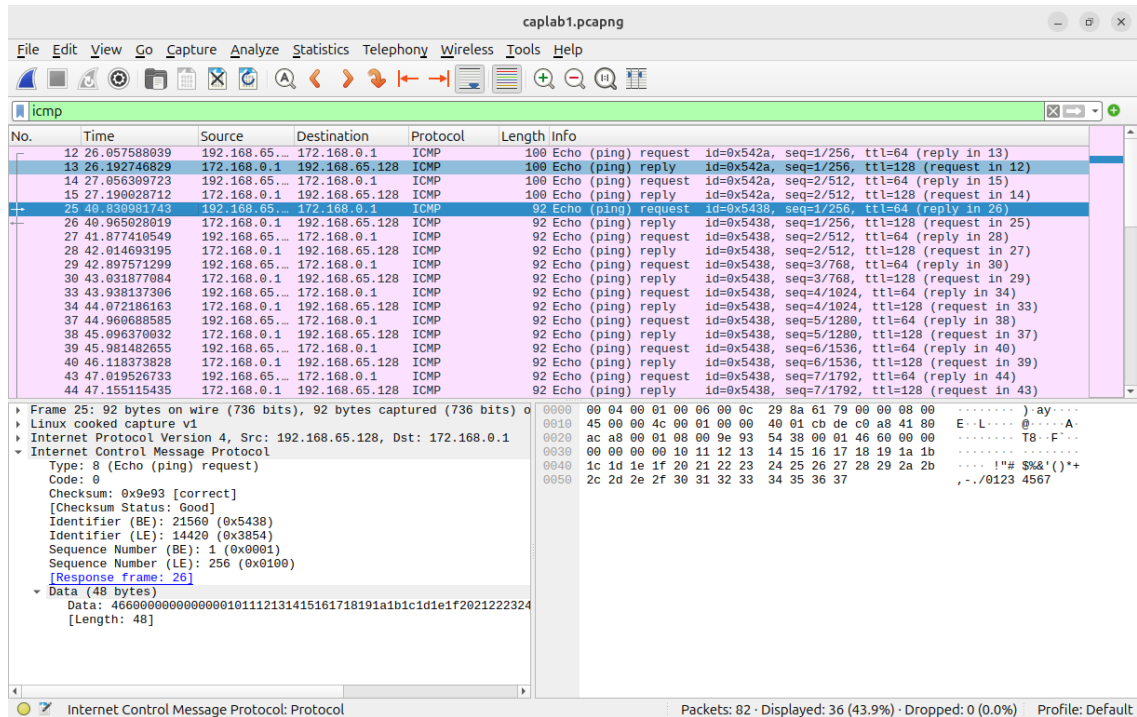 caplab1.pcapng
File Edit View Go Capture Analyze Statistics Telephony Wireless Tools Help
icmp
No. Time Source Destination Protocol Length Info
12 26.057588039 192.168.65.… 172.168.0.1 ICMP 100 Echo (ping) request id=0x542a, seq=1/256, ttl=64 (reply in 13)
13 26.192746829 172.168.0.1 192.168.65.128 ICMP 100 Echo (ping) reply id=0x542a, seq=1/256, ttl=128 (request in 12)
14 27.056309723 192.168.65.… 172.168.0.1 ICMP 100 Echo (ping) request id=0x542a, seq=2/512, ttl=64 (reply in 15)
15 27.190028712 172.168.0.1 192.168.65.128 ICMP 100 Echo (ping) reply id=0x542a, seq=2/512, ttl=128 (request in 14)
25 40.830981743 192.168.65.… 172.168.0.1 ICMP 92 Echo (ping) request id=0x5438, seq=1/256, ttl=64 (reply in 26)
26 40.965028019 172.168.0.1 192.168.65.128 ICMP 92 Echo (ping) reply id=0x5438, seq=1/256, ttl=128 (request in 25)
27 41.877410549 192.168.65.… 172.168.0.1 ICMP 92 Echo (ping) request id=0x5438, seq=2/512, ttl=64 (reply in 28)
28 42.014693195 172.168.0.1 192.168.65.128 ICMP 92 Echo (ping) reply id=0x5438, seq=2/512, ttl=128 (request in 27)
29 42.897571299 192.168.65.… 172.168.0.1 ICMP 92 Echo (ping) request id=0x5438, seq=3/768, ttl=64 (reply in 30)
30 43.031877084 172.168.0.1 192.168.65.128 ICMP 92 Echo (ping) reply id=0x5438, seq=3/768, ttl=128 (request in 29)
33 43.938137306 192.168.65.… 172.168.0.1 ICMP 92 Echo (ping) request id=0x5438, seq=4/1024, ttl=64 (reply in 34)
34 44.072186163 172.168.0.1 192.168.65.128 ICMP 92 Echo (ping) reply id=0x5438, seq=4/1024, ttl=128 (request in 33)
37 44.960688585 192.168.65.… 172.168.0.1 ICMP 92 Echo (ping) request id=0x5438, seq=5/1280, ttl=64 (reply in 38)
38 45.096370032 172.168.0.1 192.168.65.128 ICMP 92 Echo (ping) reply id=0x5438, seq=5/1280, ttl=128 (request in 37)
39 45.981482655 192.168.65.… 172.168.0.1 ICMP 92 Echo (ping) request id=0x5438, seq=6/1536, ttl=64 (reply in 40)
40 46.118373828 172.168.0.1 192.168.65.128 ICMP 92 Echo (ping) reply id=0x5438, seq=6/1536, ttl=128 (request in 39)
43 47.019526733 192.168.65.… 172.168.0.1 ICMP 92 Echo (ping) request id=0x5438, seq=7/1792, ttl=64 (reply in 44)
44 47.155115435 172.168.0.1 192.168.65.128 ICMP 92 Echo (ping) reply id=0x5438, seq=7/1792, ttl=128 (request in 43)
Frame 25: 92 bytes on wire (736 bits), 92 bytes captured (736 bits) o
Linux cooked capture v1
Internet Protocol Version 4, Src: 192.168.65.128, Dst: 172.168.0.1
Internet Control Message Protocol
Type: 8 (Echo (ping) request)
Code: 0
Checksum: 0x9e93 [correct]
[Checksum Status: Good]
Identifier (BE): 21560 (0x5438)
Identifier (LE): 14420 (0x3854)
Sequence Number (BE): 1 (0x0001)
Sequence Number (LE): 256 (0x0100)
[Response frame: 26]
Data (48 bytes)
Data: 4660000000000000101112131415161718191a1b1c1d1e1f2021222324
[Length: 48]
0000 00 04 00 01 00 06 00 0c 29 8a 61 79 00 00 08 00 ········ )·ay····
0010 45 00 00 4c 00 01 00 00 40 01 cb de c0 a8 41 80 E··L···· @·····A·
0020 ac a8 00 01 08 00 9e 93 54 38 00 01 46 60 00 00 ········ T8··F`··
0030 00 00 00 00 10 11 12 13 14 15 16 17 18 19 1a 1b ········ ········
0040 1c 1d 1e 1f 20 21 22 23 24 25 26 27 28 29 2a 2b ···· !"# $%&'()*+
0050 2c 2d 2e 2f 30 31 32 33 34 35 36 37 ,-./0123 4567
Internet Control Message Protocol: Protocol
Packets: 82 · Displayed: 36 (43.9%) · Dropped: 0 (0.0%)
Profile: Default